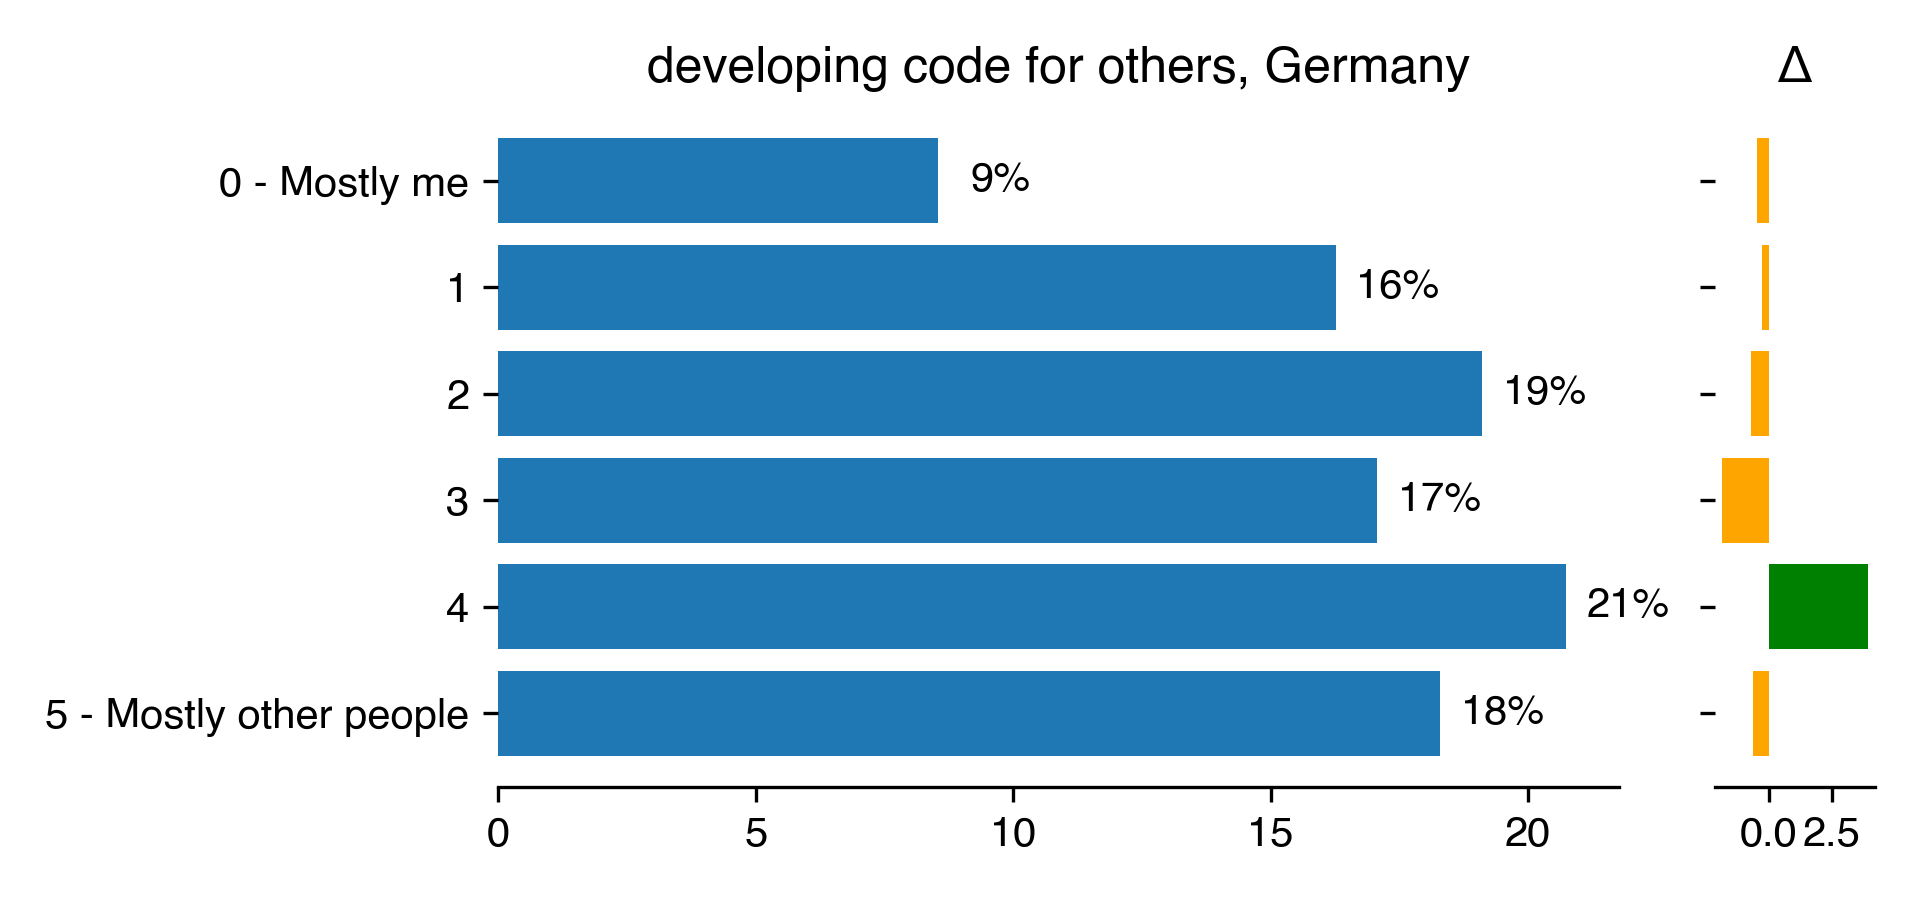 developing code for others, Germany
Δ
0 - Mostly me
9%
1
16%
2
19%
3
17%
4
21%
5 - Mostly other people
18%
0 5 10 15 20
0.0 2.5